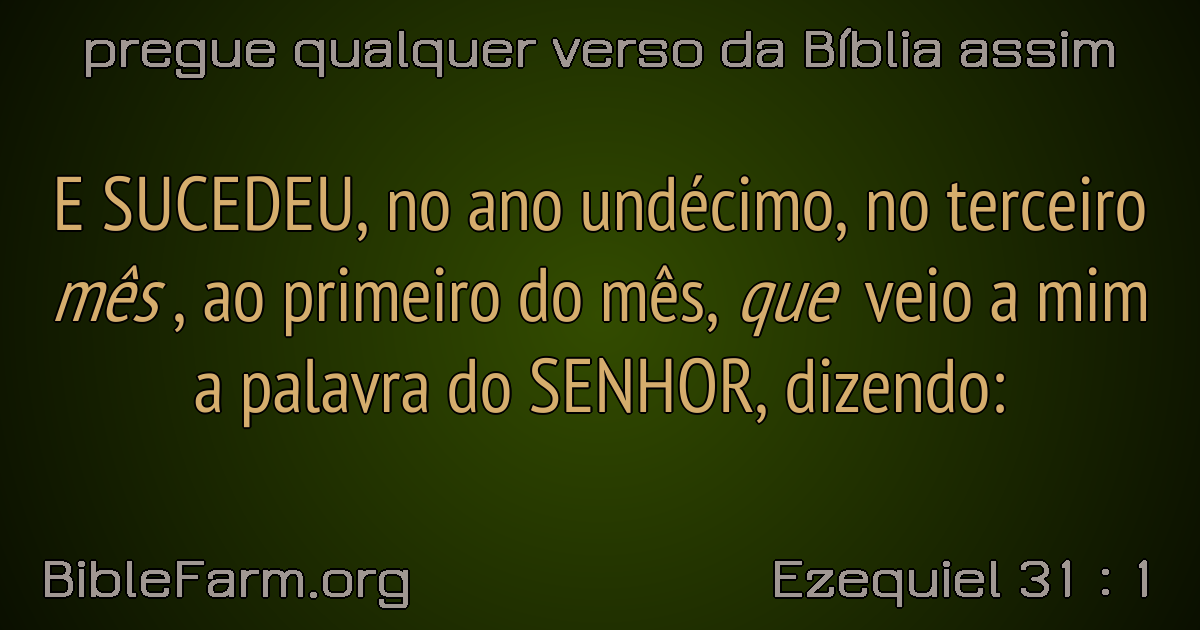 pregue qualquer verso da Bíblia assim
E SUCEDEU, no ano undécimo, no terceiro
mês , ao primeiro do mês, que veio a mim
a palavra do SENHOR, dizendo:
BibleFarm.org
Ezequiel 31 : 1